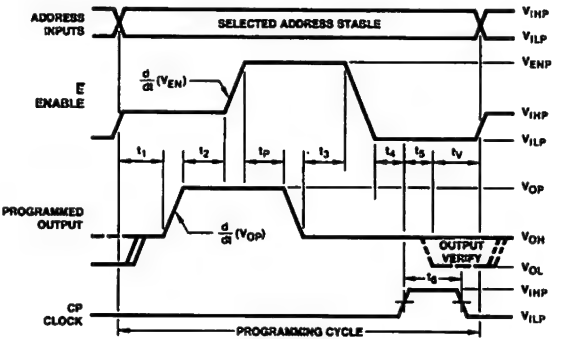 ADDRESS
INPUTS
SELECTED ADDRESS STABLE
VIHP
VILP
VENP
d/dt (VEN)
E
ENABLE
VIHP
VILP
t1
t2
tP
t3
t4
t5
tV
VOP
PROGRAMMED
OUTPUT
d/dt (VOP)
VOH
OUTPUT
VERIFY
VOL
t6
VIHP
CP
CLOCK
VILP
PROGRAMMING CYCLE